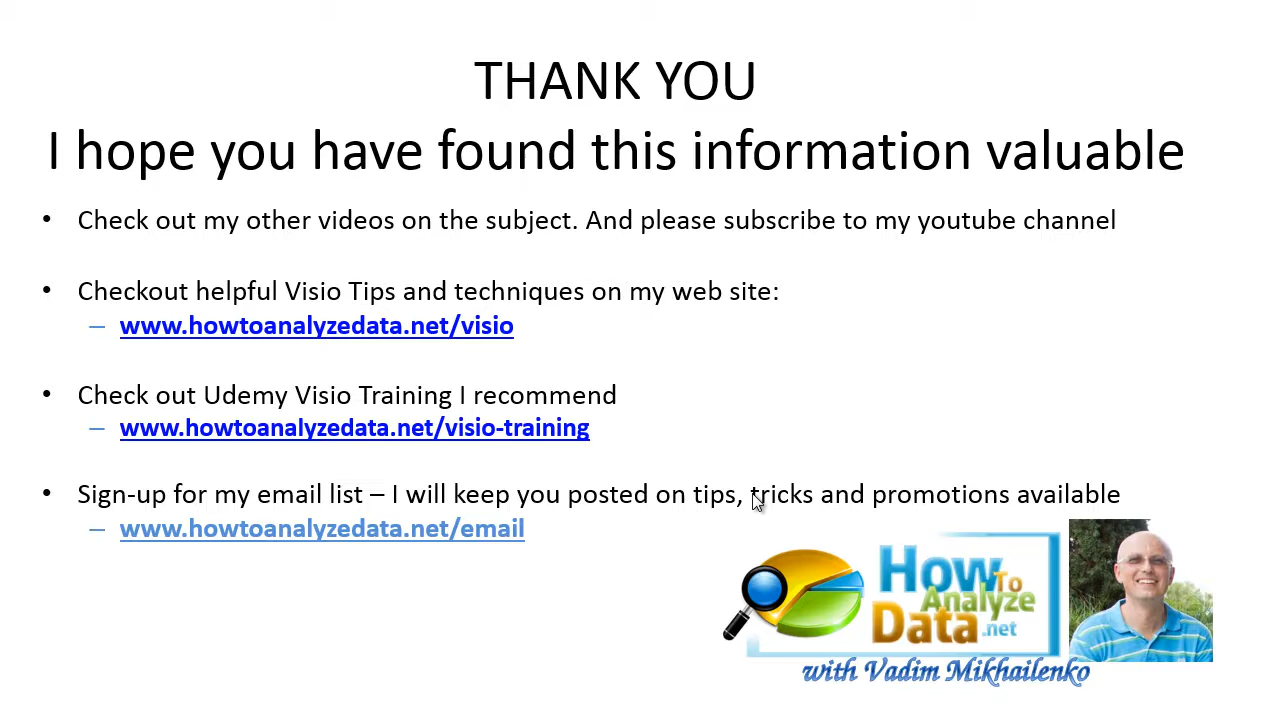 THANK YOU
I hope you have found this information valuable
• Check out my other videos on the subject. And please subscribe to my youtube channel
• Checkout helpful Visio Tips and techniques on my web site:
– www.howtoanalyzedata.net/visio
• Check out Udemy Visio Training I recommend
– www.howtoanalyzedata.net/visio-training
• Sign-up for my email list – I will keep you posted on tips, tricks and promotions available
– www.howtoanalyzedata.net/email
How To
Analyze
Data .net
with Vadim Mikhailenko